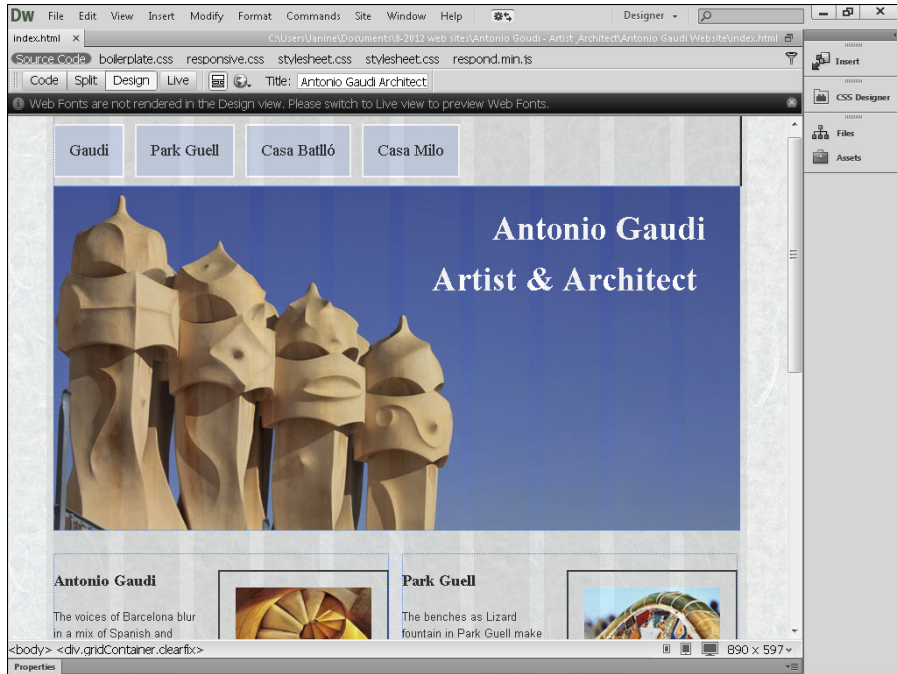 DW File Edit View Insert Modify Format Commands Site Window Help Designer
index.html × C:\Users\Janine\Documents\8-2012 web sites\Antonio Goudi - Artist_Architect\Antonio Gaudi Website\index.html
Source Code boilerplate.css responsive.css stylesheet.css stylesheet.css respond.min.js
Code Split Design Live Title: Antonio Gaudi Architect
Web Fonts are not rendered in the Design view. Please switch to Live view to preview Web Fonts.
Insert
CSS Designer
Files
Assets
Gaudi Park Guell Casa Batlló Casa Milo
Antonio Gaudi
Artist & Architect
Antonio Gaudi
The voices of Barcelona blur
in a mix of Spanish and
Park Guell
The benches as Lizard
fountain in Park Guell make
<body> <div.gridContainer.clearfix> 890 × 597
Properties